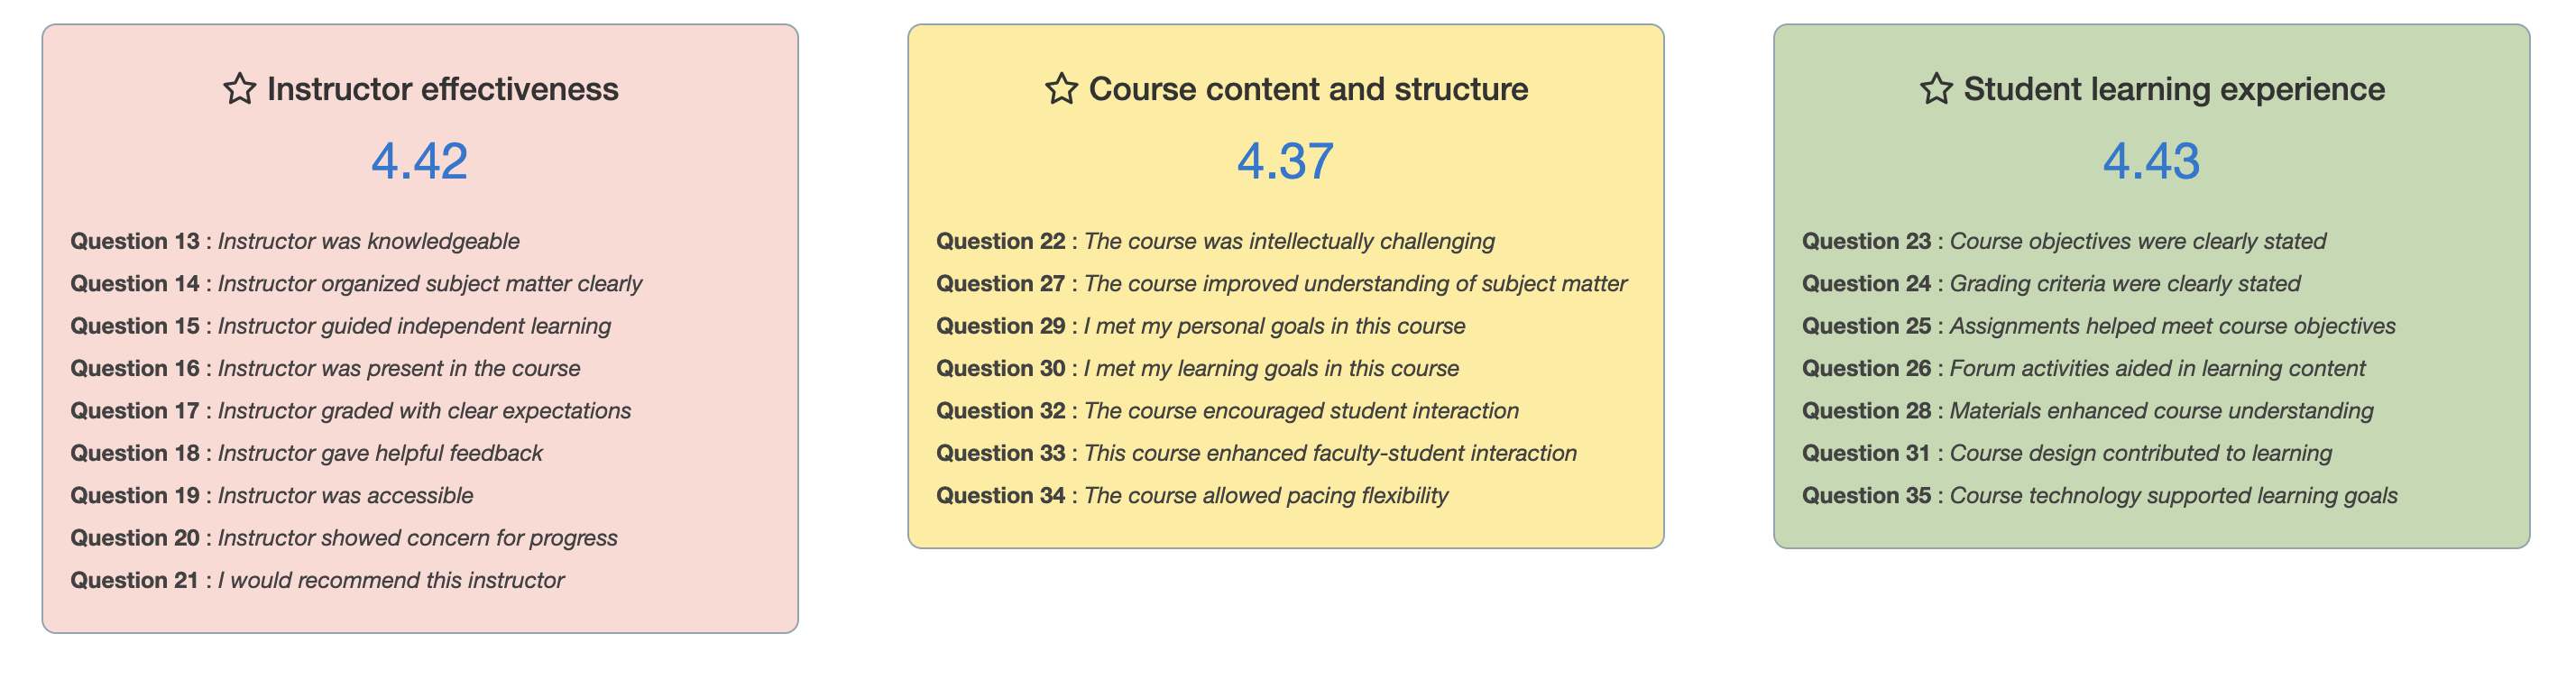 Instructor effectiveness
4.42
Question 13 : Instructor was knowledgeable
Question 14 : Instructor organized subject matter clearly
Question 15 : Instructor guided independent learning
Question 16 : Instructor was present in the course
Question 17 : Instructor graded with clear expectations
Question 18 : Instructor gave helpful feedback
Question 19 : Instructor was accessible
Question 20 : Instructor showed concern for progress
Question 21 : I would recommend this instructor
Course content and structure
4.37
Question 22 : The course was intellectually challenging
Question 27 : The course improved understanding of subject matter
Question 29 : I met my personal goals in this course
Question 30 : I met my learning goals in this course
Question 32 : The course encouraged student interaction
Question 33 : This course enhanced faculty-student interaction
Question 34 : The course allowed pacing flexibility
Student learning experience
4.43
Question 23 : Course objectives were clearly stated
Question 24 : Grading criteria were clearly stated
Question 25 : Assignments helped meet course objectives
Question 26 : Forum activities aided in learning content
Question 28 : Materials enhanced course understanding
Question 31 : Course design contributed to learning
Question 35 : Course technology supported learning goals